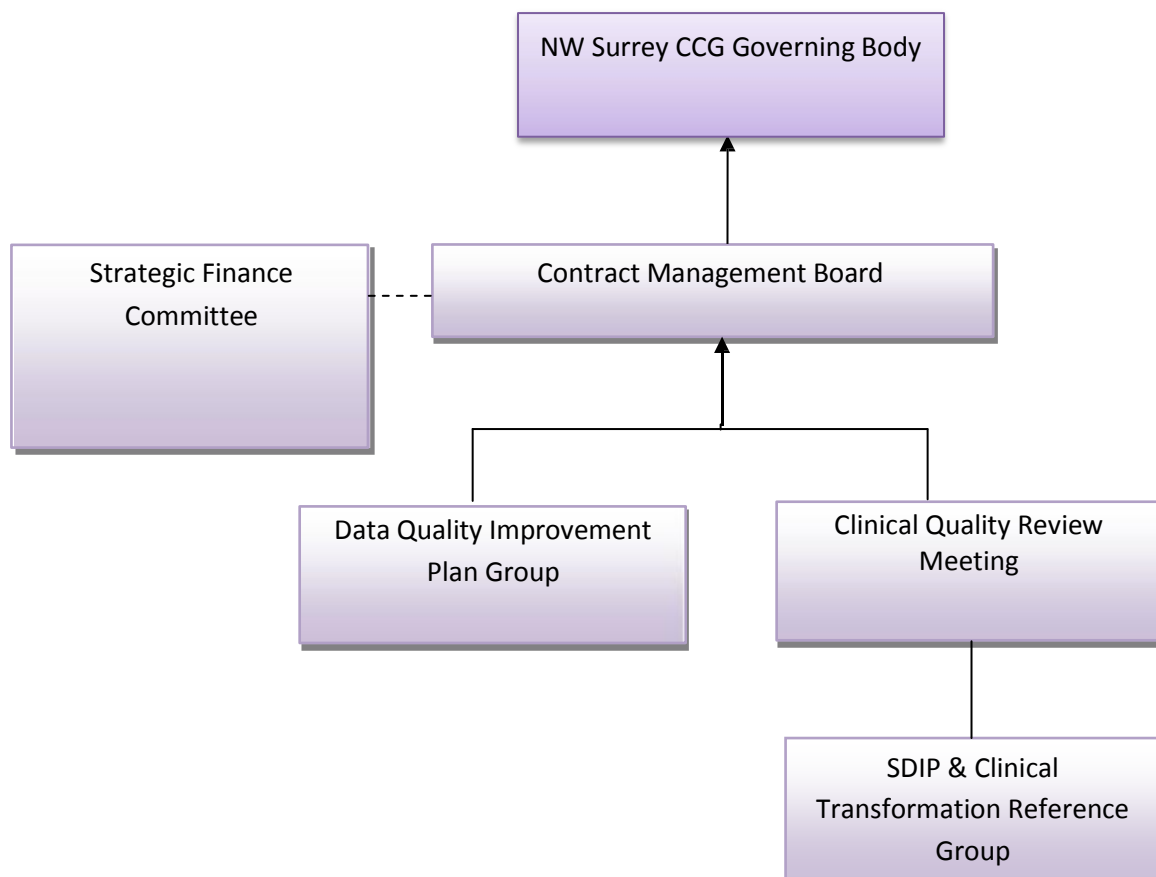 NW Surrey CCG Governing Body
Strategic Finance
Committee
Contract Management Board
Data Quality Improvement
Plan Group
Clinical Quality Review
Meeting
SDIP & Clinical
Transformation Reference
Group